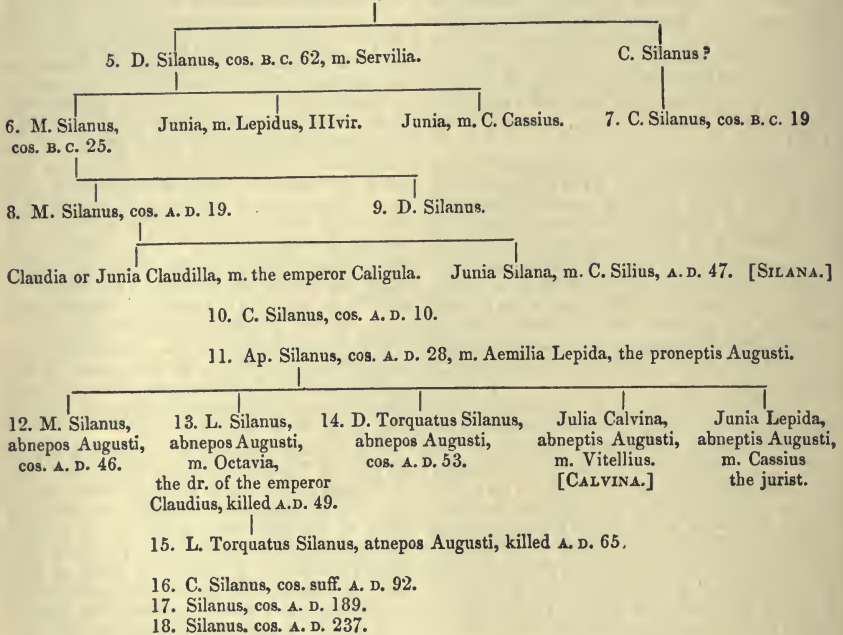 5. D. Silanus, cos. B. C. 62, m. Servilia. C. Silanus?
6. M. Silanus, Junia, m. Lepidus, IIIvir. Junia, m. C. Cassius. 7. C. Silanus, cos. B. C. 19
cos. B. C. 25.
8. M. Silanus, cos. A. D. 19. 9. D. Silanus.
Claudia or Junia Claudilla, m. the emperor Caligula. Junia Silana, m. C. Silius, A. D. 47. [SILANA.]
10. C. Silanus, cos. A. D. 10.
11. Ap. Silanus, cos. A. D. 28, m. Aemilia Lepida, the proneptis Augusti.
12. M. Silanus, 13. L. Silanus, 14. D. Torquatus Silanus, Julia Calvina, Junia Lepida,
abnepos Augusti, abnepos Augusti, abnepos Augusti, abneptis Augusti, abneptis Augusti,
cos. A. D. 46. m. Octavia, cos. A. D. 53. m. Vitellius. m. Cassius
the dr. of the emperor [CALVINA.] the jurist.
Claudius, killed A.D. 49.
15. L. Torquatus Silanus, atnepos Augusti, killed A. D. 65.
16. C. Silanus, cos. suff. A. D. 92.
17. Silanus, cos. A. D. 189.
18. Silanus. cos. A. D. 237.